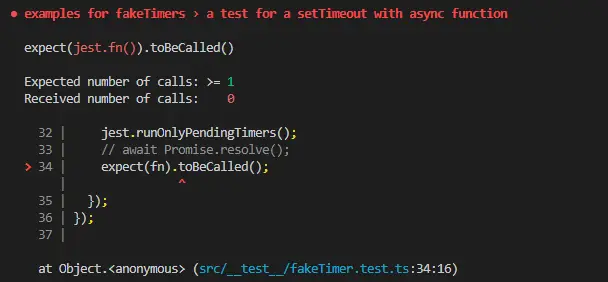 ● examples for fakeTimers › a test for a setTimeout with async function
expect(jest.fn()).toBeCalled()
Expected number of calls: >= 1
Received number of calls:    0
32 |     jest.runOnlyPendingTimers();
33 |     // await Promise.resolve();
> 34 |     expect(fn).toBeCalled();
|                ^
35 |   });
36 | });
37 |
at Object.<anonymous> (src/__test__/fakeTimer.test.ts:34:16)